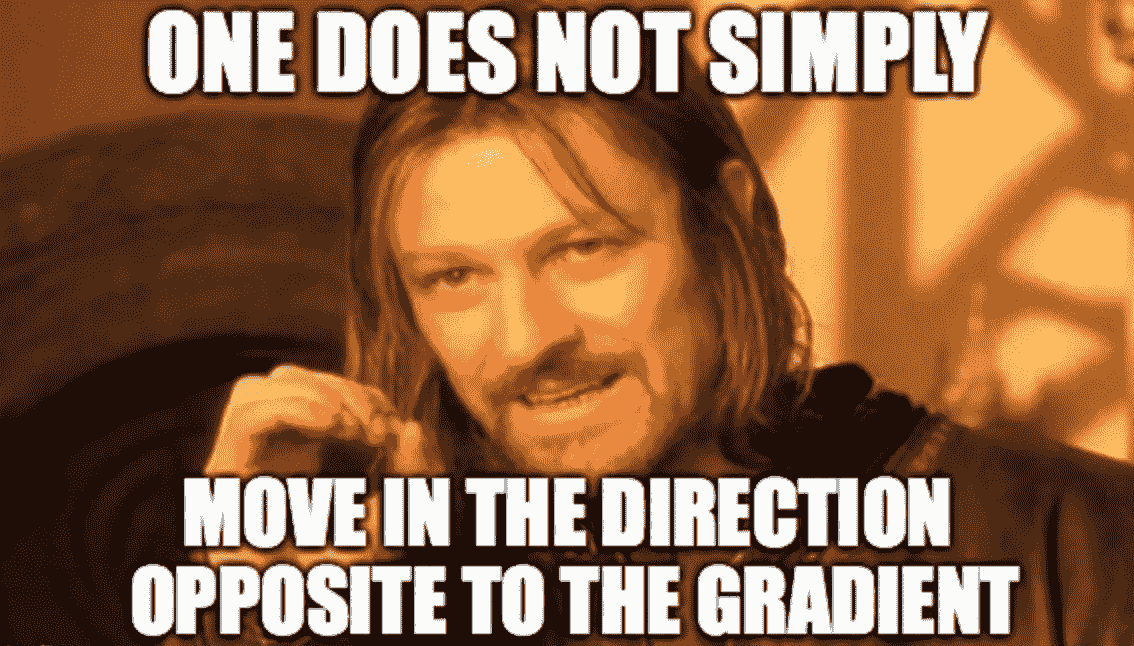 ONE DOES NOT SIMPLY
MOVE IN THE DIRECTION
OPPOSITE TO THE GRADIENT